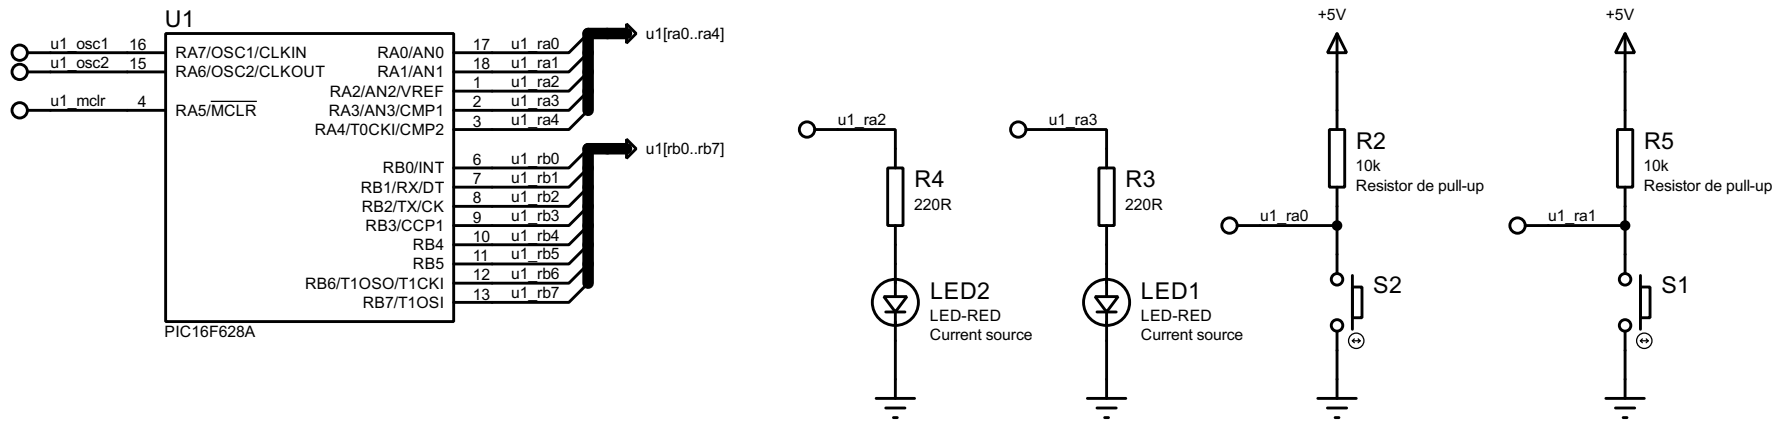 U1
u1_osc1 16 RA7/OSC1/CLKIN
u1_osc2 15 RA6/OSC2/CLKOUT
u1_mclr 4 RA5/MCLR
RA0/AN0 17 u1_ra0
RA1/AN1 18 u1_ra1
RA2/AN2/VREF 1 u1_ra2
RA3/AN3/CMP1 2 u1_ra3
RA4/T0CKI/CMP2 3 u1_ra4
u1[ra0..ra4]
RB0/INT 6 u1_rb0
RB1/RX/DT 7 u1_rb1
RB2/TX/CK 8 u1_rb2
RB3/CCP1 9 u1_rb3
RB4 10 u1_rb4
RB5 11 u1_rb5
RB6/T1OSO/T1CKI 12 u1_rb6
RB7/T1OSI 13 u1_rb7
u1[rb0..rb7]
PIC16F628A
u1_ra2
R4
220R
LED2
LED-RED
Current source
u1_ra3
R3
220R
LED1
LED-RED
Current source
+5V
R2
10k
Resistor de pull-up
u1_ra0
S2
+5V
R5
10k
Resistor de pull-up
u1_ra1
S1